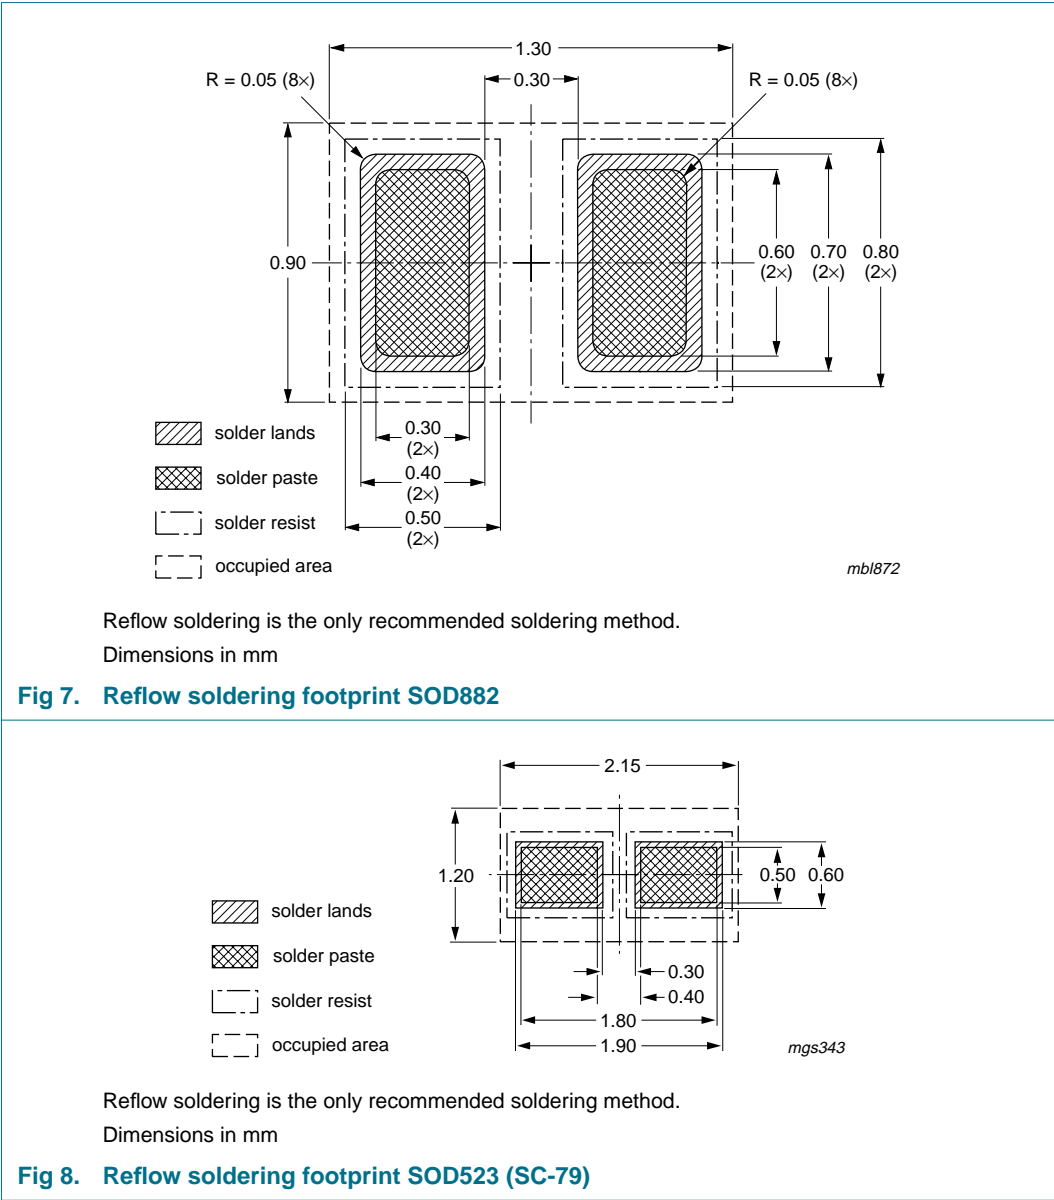 1.30
R = 0.05 (8×)
0.30
R = 0.05 (8×)
0.90
0.60
(2×)
0.70
(2×)
0.80
(2×)
solder lands
solder paste
solder resist
occupied area
0.30
(2×)
0.40
(2×)
0.50
(2×)
mbl872
Reflow soldering is the only recommended soldering method.
Dimensions in mm
Fig 7. Reflow soldering footprint SOD882
2.15
1.20
0.50
0.60
solder lands
solder paste
solder resist
occupied area
0.30
0.40
1.80
1.90
mgs343
Reflow soldering is the only recommended soldering method.
Dimensions in mm
Fig 8. Reflow soldering footprint SOD523 (SC-79)